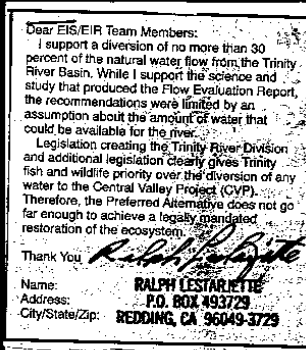 Dear EIS/EIR Team Members:
I support a diversion of no more than 30
percent of the natural water flow from the Trinity
River Basin. While I support the science and
study that produced the Flow Evaluation Report,
the recommendations were limited by an
assumption about the amount of water that
could be available for the river.
Legislation creating the Trinity River Division
and additional legislation clearly gives Trinity
fish and wildlife priority over the diversion of any
water to the Central Valley Project (CVP).
Therefore, the Preferred Alternative does not go
far enough to achieve a legally mandated
restoration of the ecosystem.
Thank You Ralph Lestarjette
Name: RALPH LESTARJETTE
Address: P.O. BOX 493729
City/State/Zip: REDDING, CA 96049-3729